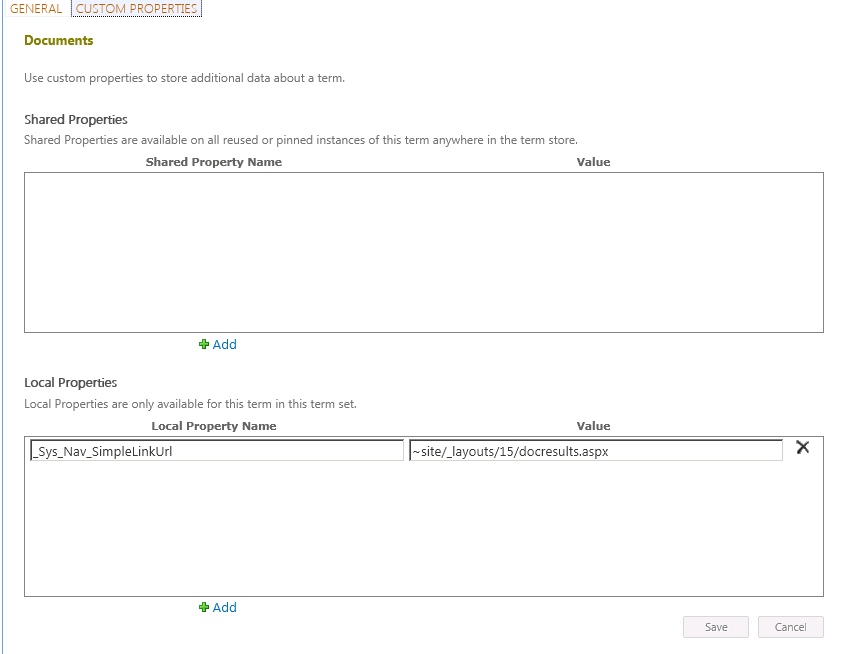 GENERAL CUSTOM PROPERTIES
Documents
Use custom properties to store additional data about a term.
Shared Properties
Shared Properties are available on all reused or pinned instances of this term anywhere in the term store.
Shared Property Name Value
Add
Local Properties
Local Properties are only available for this term in this term set.
Local Property Name Value
_Sys_Nav_SimpleLinkUrl ~site/_layouts/15/docresults.aspx
Add
Save Cancel